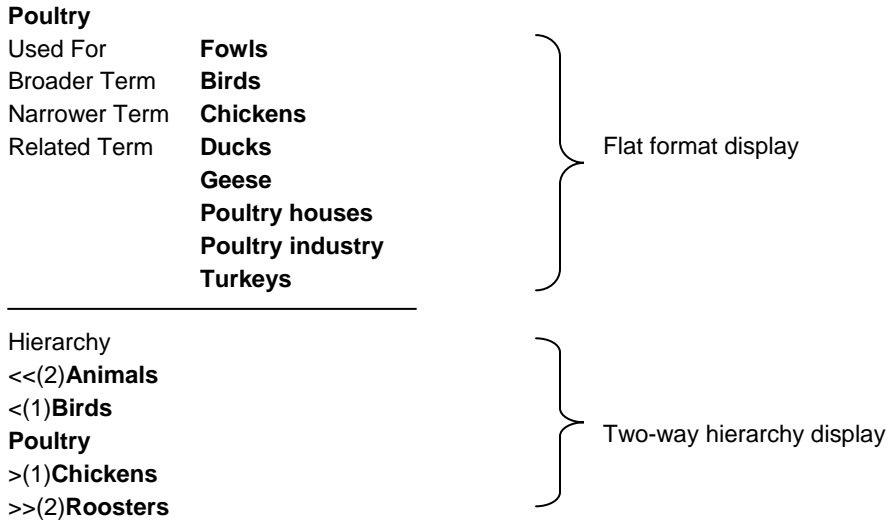 Poultry
Used For Fowls
Broader Term Birds
Narrower Term Chickens
Related Term Ducks
Geese
Poultry houses
Poultry industry
Turkeys
Flat format display
Hierarchy
<<(2)Animals
<(1)Birds
Poultry
>(1)Chickens
>>(2)Roosters
Two-way hierarchy display